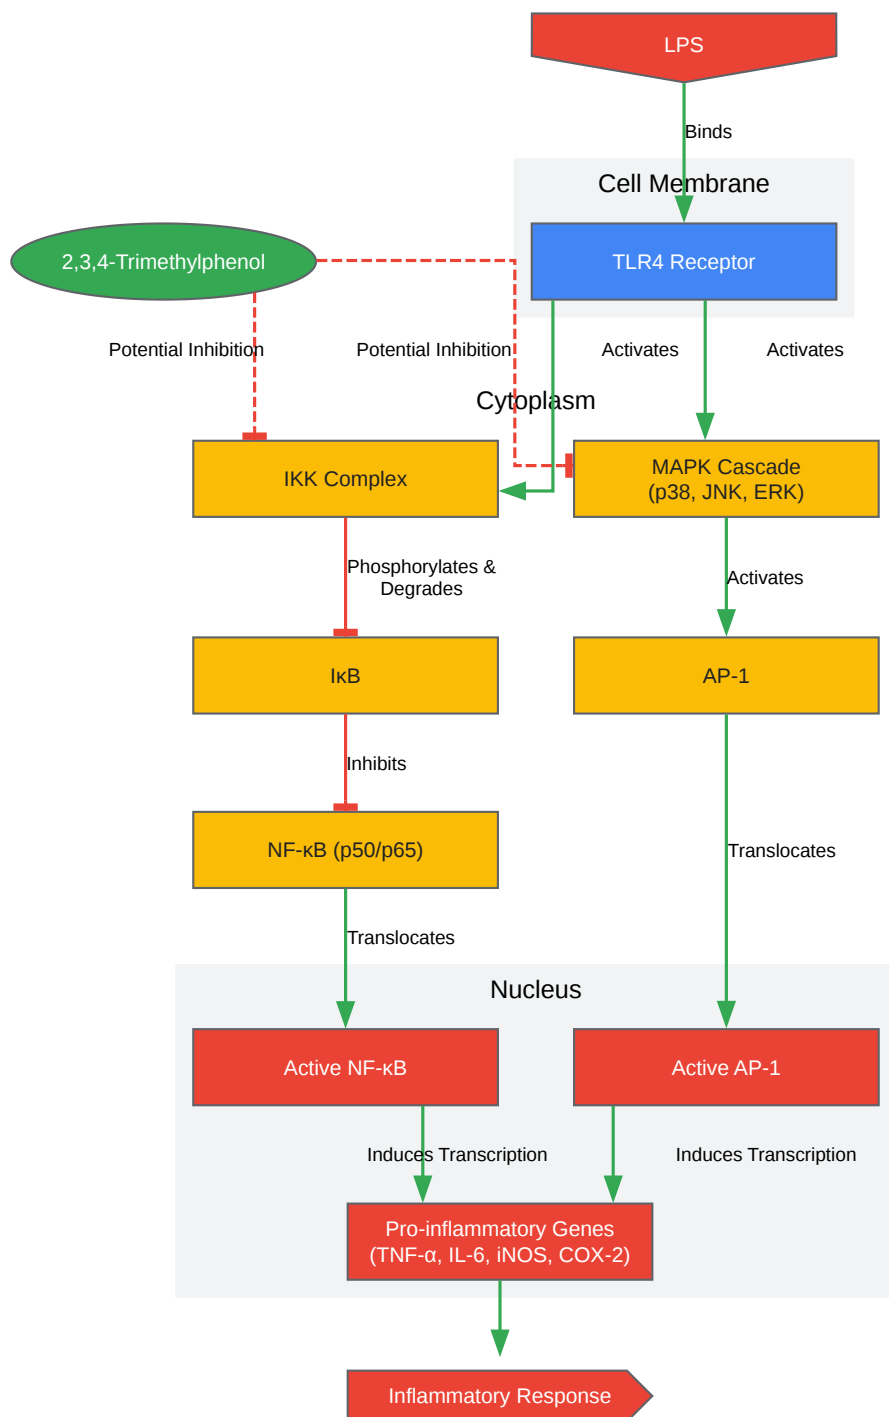 LPS
Binds
Cell Membrane
2,3,4-Trimethylphenol
TLR4 Receptor
Potential Inhibition
Potential Inhibition
Activates
Activates
Cytoplasm
IKK Complex
MAPK Cascade
(p38, JNK, ERK)
Phosphorylates &
Degrades
Activates
IκB
AP-1
Inhibits
NF-κB (p50/p65)
Translocates
Translocates
Nucleus
Active NF-κB
Active AP-1
Induces Transcription
Induces Transcription
Pro-inflammatory Genes
(TNF-α, IL-6, iNOS, COX-2)
Inflammatory Response